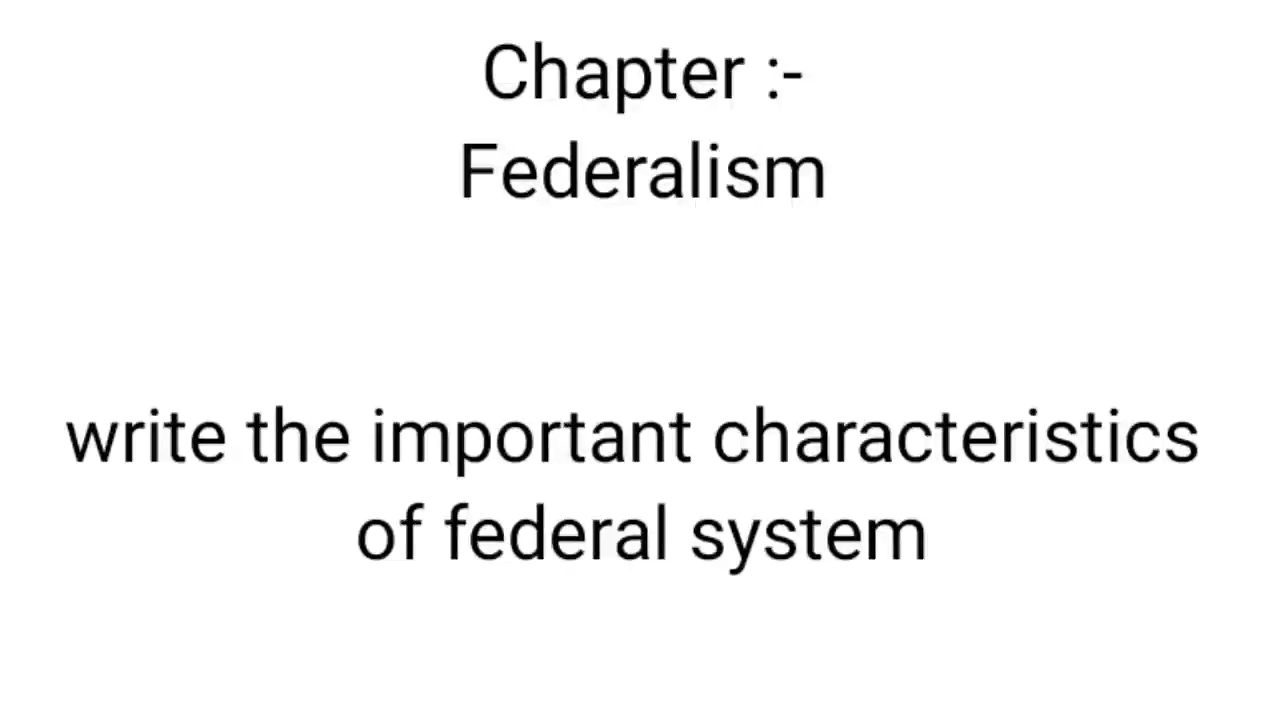 Chapter :-
Federalism
write the important characteristics
of federal system